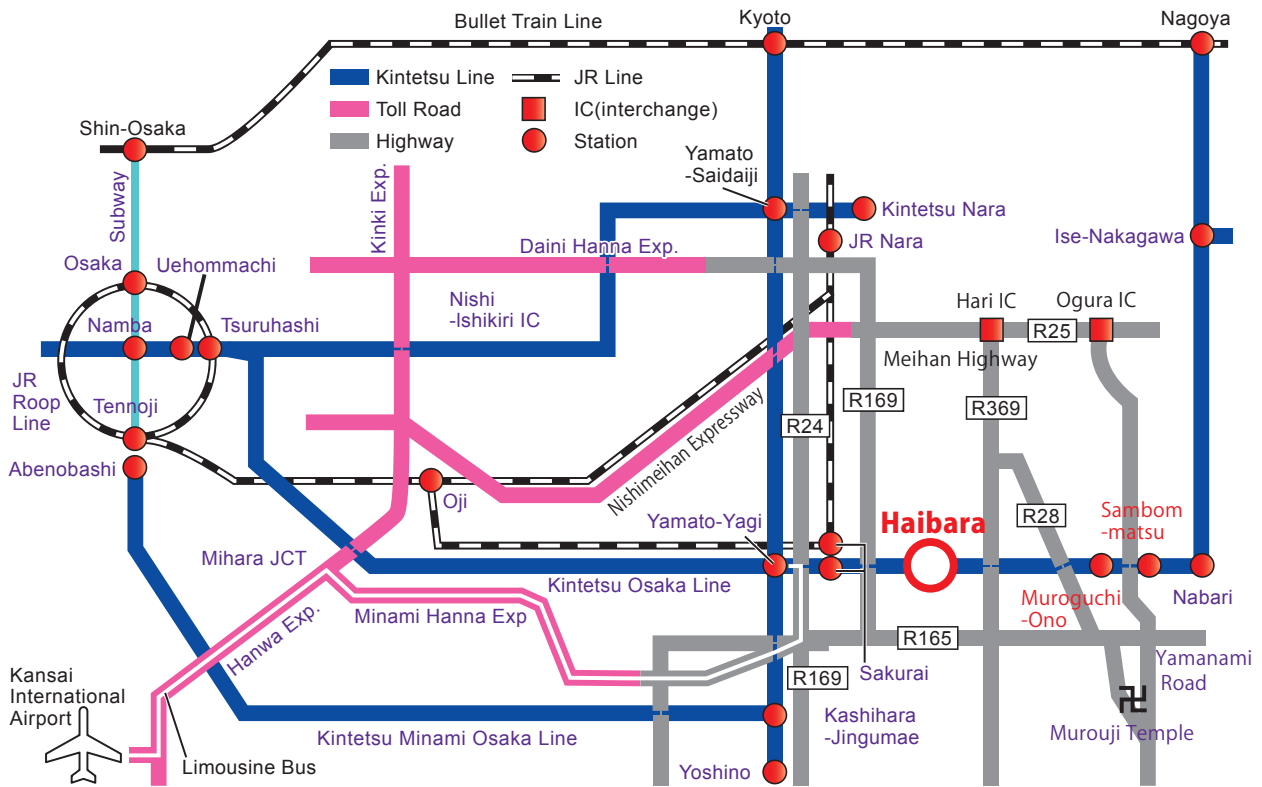 Bullet Train Line
Kyoto
Nagoya
Kintetsu Line
JR Line
Toll Road
IC(interchange)
Highway
Station
Shin-Osaka
Subway
Kinki Exp.
Yamato
-Saidaiji
Kintetsu Nara
JR Nara
Ise-Nakagawa
Daini Hanna Exp.
Osaka
Uehommachi
Nishi
-Ishikiri IC
Hari IC
Ogura IC
Namba
Tsuruhashi
R25
Meihan Highway
JR
Roop
Line
Tennoji
R169
R369
R24
Nishimeihan Expressway
Abenobashi
Oji
Yamato-Yagi
Haibara
R28
Sambom
-matsu
Mihara JCT
Kintetsu Osaka Line
Muroguchi
-Ono
Nabari
Hanwa Exp.
Minami Hanna Exp
R165
Sakurai
Yamanami
Road
R169
Kansai
International
Airport
Kashihara
-Jingumae
Murouji Temple
Kintetsu Minami Osaka Line
Limousine Bus
Yoshino